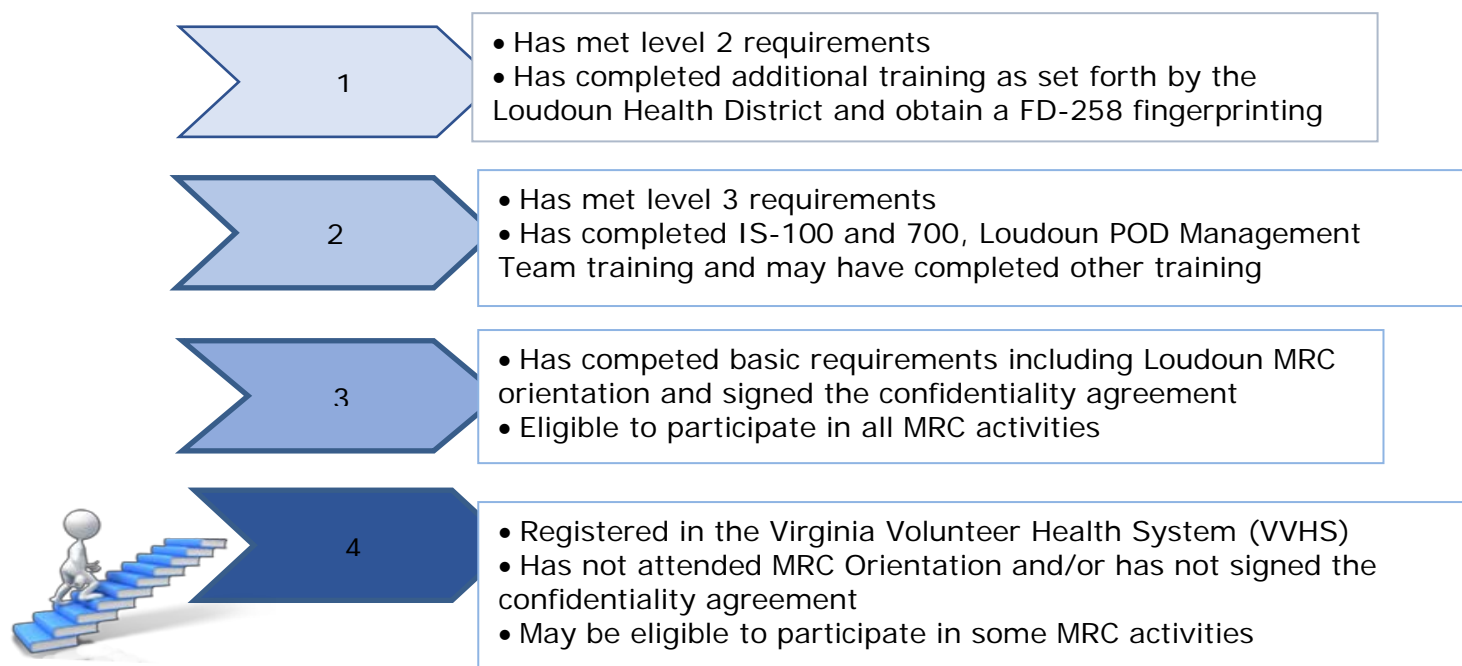 1
• Has met level 2 requirements
• Has completed additional training as set forth by the
Loudoun Health District and obtain a FD-258 fingerprinting
2
• Has met level 3 requirements
• Has completed IS-100 and 700, Loudoun POD Management
Team training and may have completed other training
3
• Has competed basic requirements including Loudoun MRC
orientation and signed the confidentiality agreement
• Eligible to participate in all MRC activities
4
• Registered in the Virginia Volunteer Health System (VVHS)
• Has not attended MRC Orientation and/or has not signed the
confidentiality agreement
• May be eligible to participate in some MRC activities